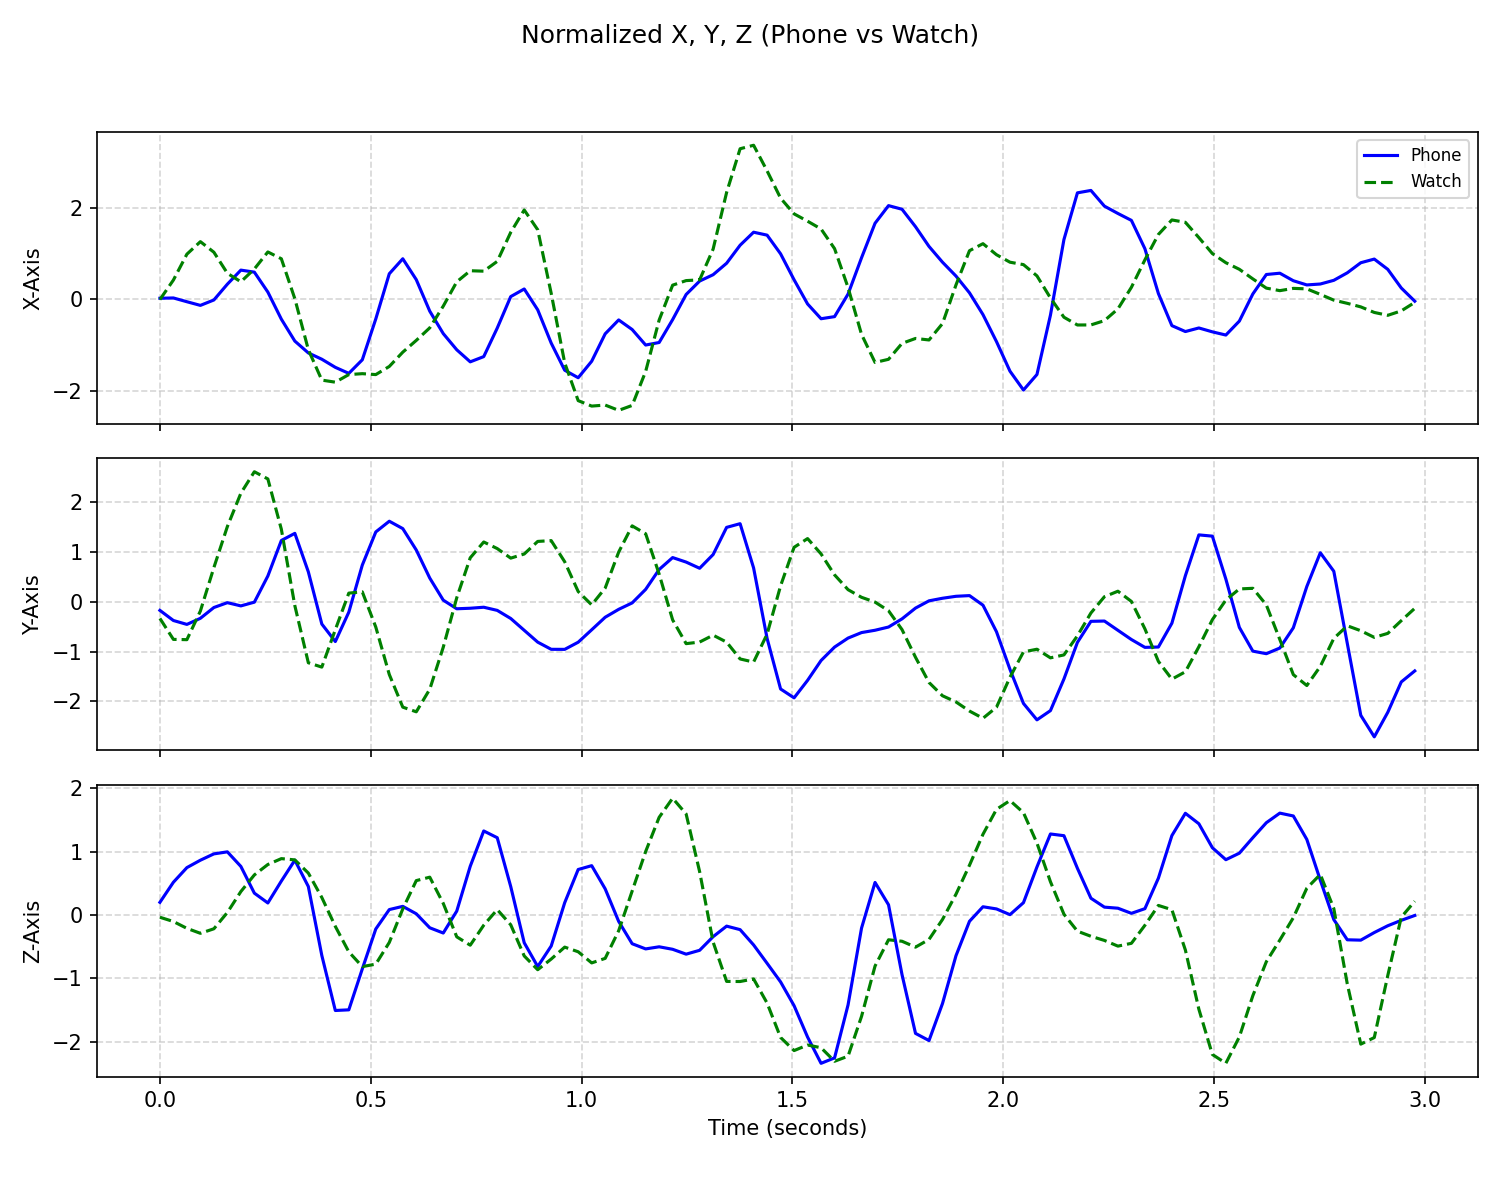 Normalized X, Y, Z (Phone vs Watch)
Phone
Watch
X-Axis
2
0
−2
Y-Axis
2
1
0
−1
−2
Z-Axis
2
1
0
−1
−2
0.0 0.5 1.0 1.5 2.0 2.5 3.0
Time (seconds)